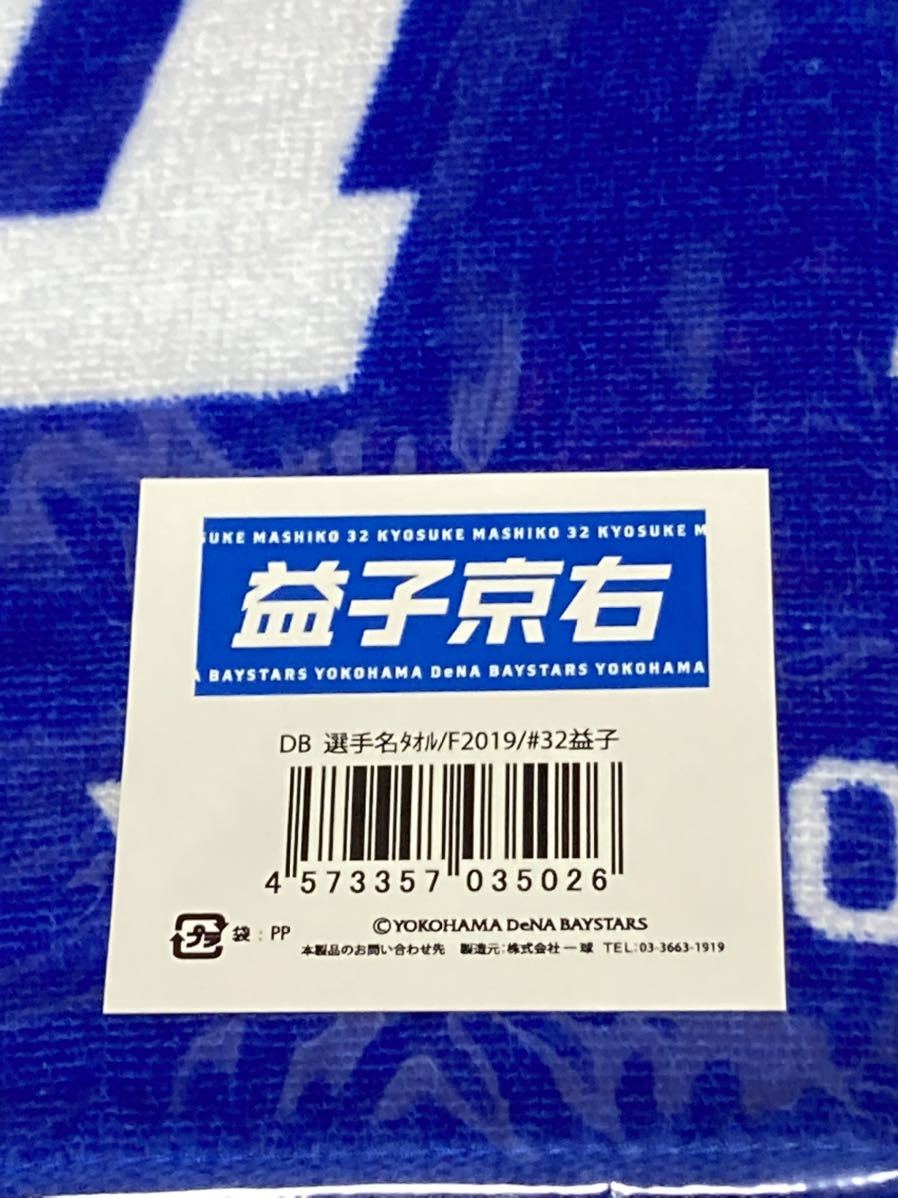 SUKE MASHIKO 32 KYOSUKE MASHIKO 32 KYOSUKE M
益子京右
A BAYSTARS YOKOHAMA DeNA BAYSTARS YOKOHAMA
DB 選手名ﾀｵﾙ/F2019/#32益子
4 573357 035026
プラ 袋：PP
©YOKOHAMA DeNA BAYSTARS
本製品のお問い合わせ先 製造元：株式会社一球 TEL：03-3663-1919